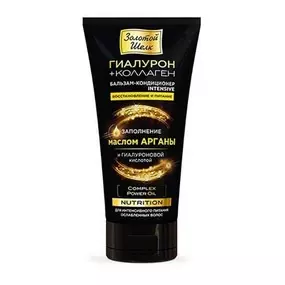 Золотой
Шелк
ГИАЛУРОН
+КОЛЛАГЕН
БАЛЬЗАМ-КОНДИЦИОНЕР
INTENSIVE
ВОССТАНОВЛЕНИЕ И ПИТАНИЕ
ЗАПОЛНЕНИЕ
маслом АРГАНЫ
И ГИАЛУРОНОВОЙ
КИСЛОТОЙ
COMPLEX
POWER OIL
NUTRITION
ДЛЯ ИНТЕНСИВНОГО ПИТАНИЯ
ОСЛАБЛЕННЫХ ВОЛОС